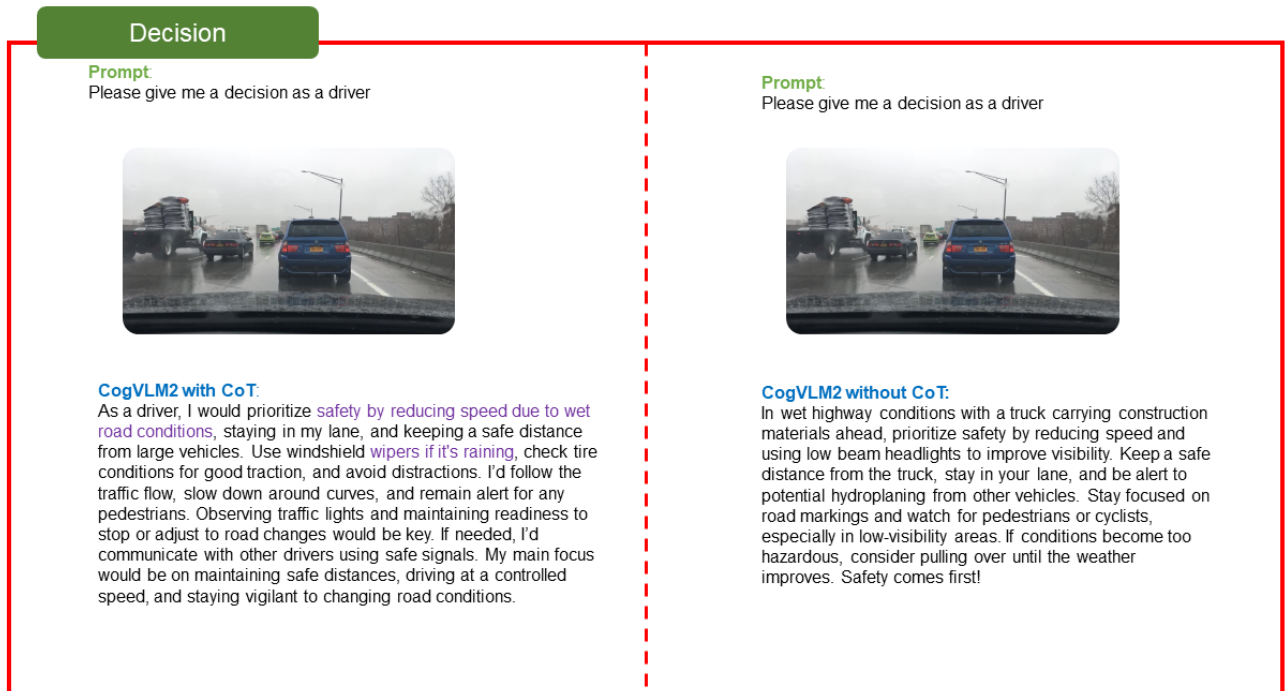 Decision
Prompt:
Please give me a decision as a driver
CogVLM2 with CoT:
As a driver, I would prioritize safety by reducing speed due to wet
road conditions, staying in my lane, and keeping a safe distance
from large vehicles. Use windshield wipers if it's raining, check tire
conditions for good traction, and avoid distractions. I'd follow the
traffic flow, slow down around curves, and remain alert for any
pedestrians. Observing traffic lights and maintaining readiness to
stop or adjust to road changes would be key. If needed, I'd
communicate with other drivers using safe signals. My main focus
would be on maintaining safe distances, driving at a controlled
speed, and staying vigilant to changing road conditions.
Prompt:
Please give me a decision as a driver
CogVLM2 without CoT:
In wet highway conditions with a truck carrying construction
materials ahead, prioritize safety by reducing speed and
using low beam headlights to improve visibility. Keep a safe
distance from the truck, stay in your lane, and be alert to
potential hydroplaning from other vehicles. Stay focused on
road markings and watch for pedestrians or cyclists,
especially in low-visibility areas. If conditions become too
hazardous, consider pulling over until the weather
improves. Safety comes first!